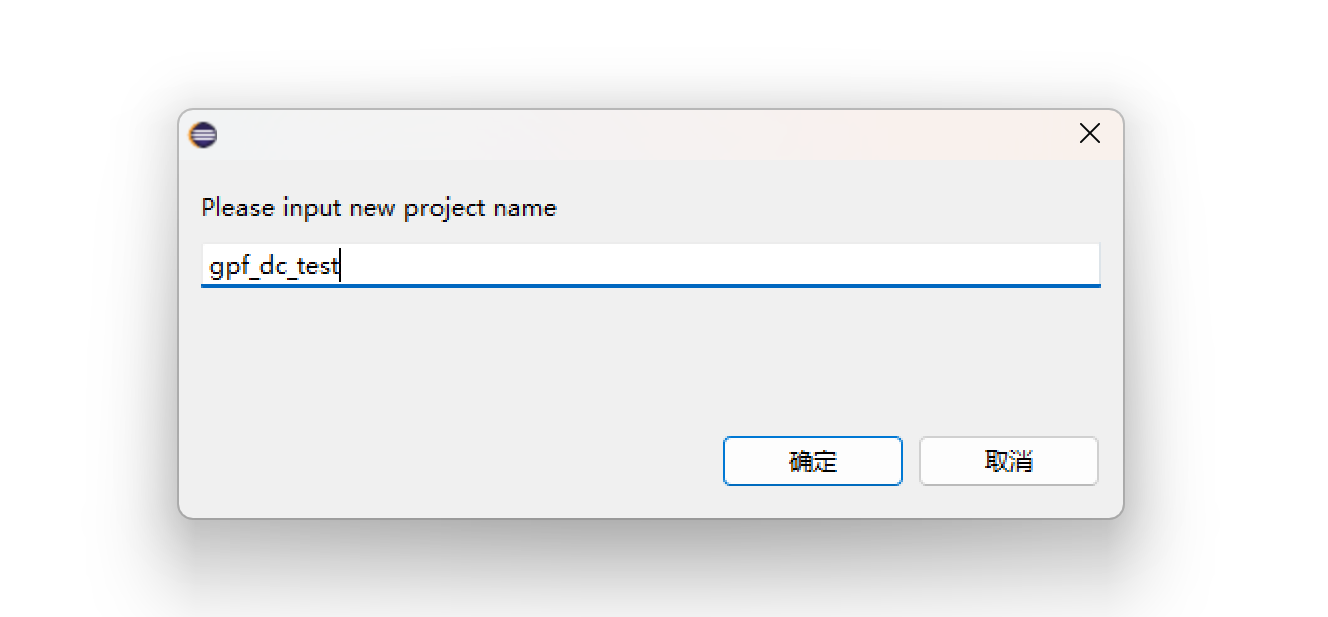 Please input new project name
gpf_dc_test
确定
取消